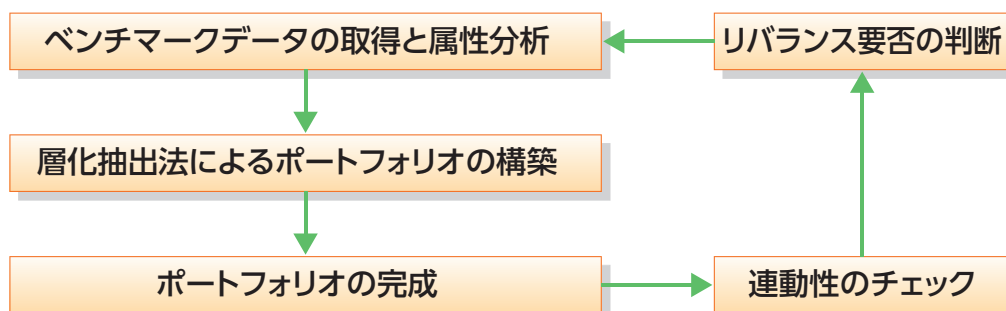 ベンチマークデータの取得と属性分析
リバランス要否の判断
層化抽出法によるポートフォリオの構築
ポートフォリオの完成
連動性のチェック